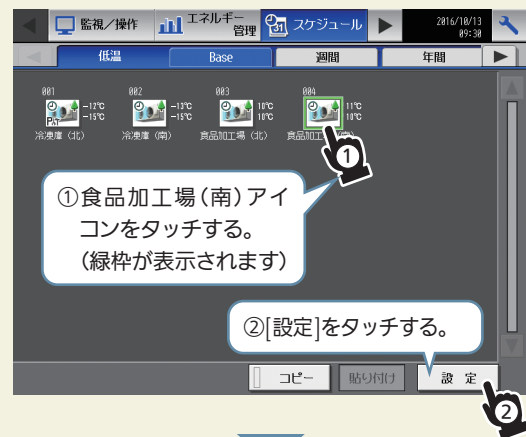 監視/操作
エネルギー
管理
スケジュール
2016/10/13
09:30
低温
Base
週間
年間
001
002
003
004
-12℃
-15℃
-13℃
-15℃
10℃
10℃
11℃
10℃
冷凍庫（北）
冷凍庫（南）
食品加工場（北）
食品加工場
①
①食品加工場（南）アイ
コンをタッチする。
（緑枠が表示されます）
②[設定]をタッチする。
コピー
貼り付け
設 定
②